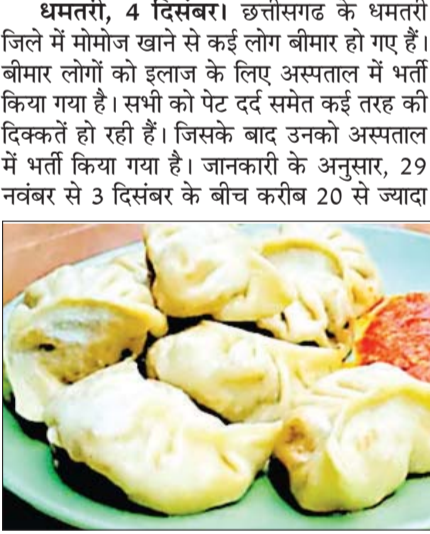 धमतरी, 4 दिसंबर। छत्तीसगढ के धमतरी
जिले में मोमोज खाने से कई लोग बीमार हो गए हैं।
बीमार लोगों को इलाज के लिए अस्पताल में भर्ती
किया गया है। सभी को पेट दर्द समेत कई तरह की
दिक्कतें हो रही हैं। जिसके बाद उनको अस्पताल
में भर्ती किया गया है। जानकारी के अनुसार, 29
नवंबर से 3 दिसंबर के बीच करीब 20 से ज्यादा